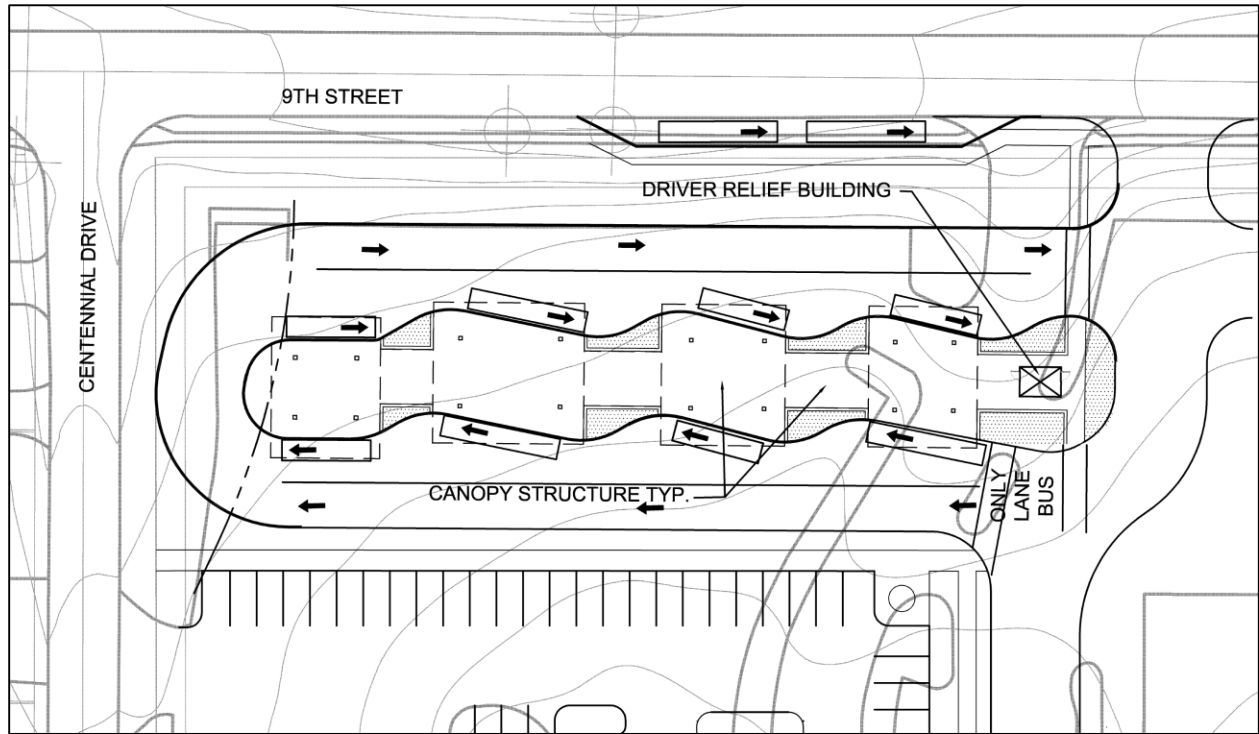 9TH STREET
DRIVER RELIEF BUILDING
CENTENNIAL DRIVE
CANOPY STRUCTURE TYP.
ONLY
LANE
BUS